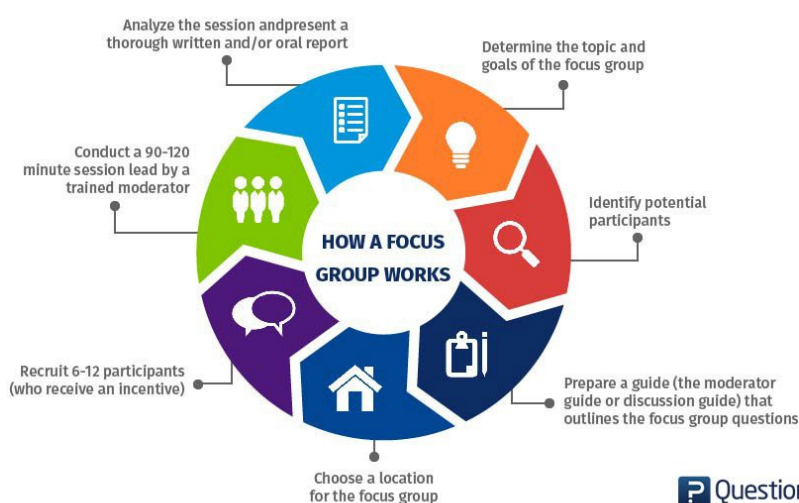 Analyze the session andpresent a
thorough written and/or oral report
Determine the topic and
goals of the focus group
Conduct a 90-120
minute session lead by a
trained moderator
Identify potential
participants
HOW A FOCUS
GROUP WORKS
Recruit 6-12 participants
(who receive an incentive)
Prepare a guide (the moderator
guide or discussion guide) that
outlines the focus group questions
Choose a location
for the focus group
Question